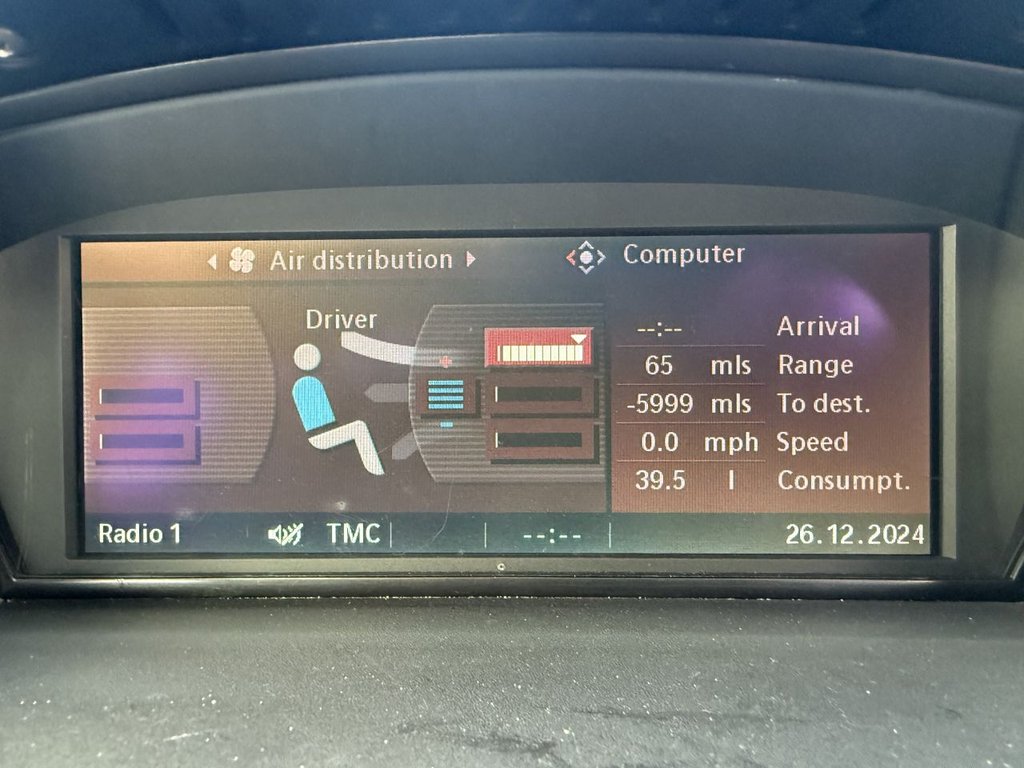 Air distribution
Computer
Driver
--:-- Arrival
65 mls Range
-5999 mls To dest.
0.0 mph Speed
39.5 l Consumpt.
Radio 1 TMC --:-- 26.12.2024